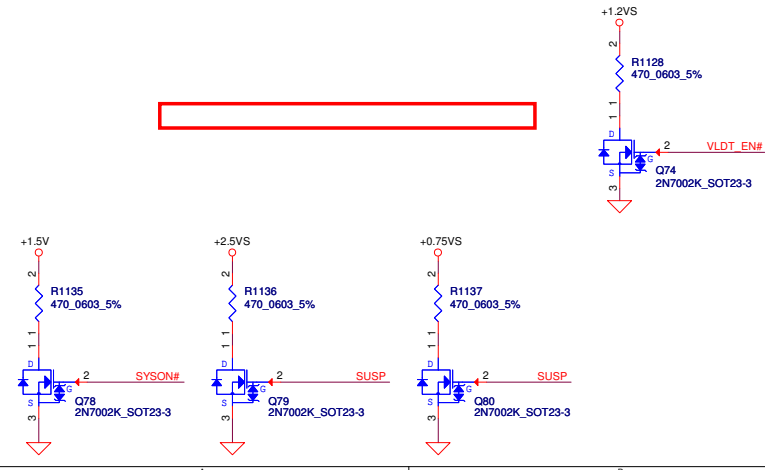 +1.2VS
2
R1128
470_0603_5%
1
1
D
2
VLDT_EN#
G
S
Q74
2N7002K_SOT23-3
3
+1.5V
2
R1135
470_0603_5%
1
1
D
2
SYSON#
G
S
Q78
2N7002K_SOT23-3
3
+2.5VS
2
R1136
470_0603_5%
1
1
D
2
SUSP
G
S
Q79
2N7002K_SOT23-3
3
+0.75VS
2
R1137
470_0603_5%
1
1
D
2
SUSP
G
S
Q80
2N7002K_SOT23-3
3